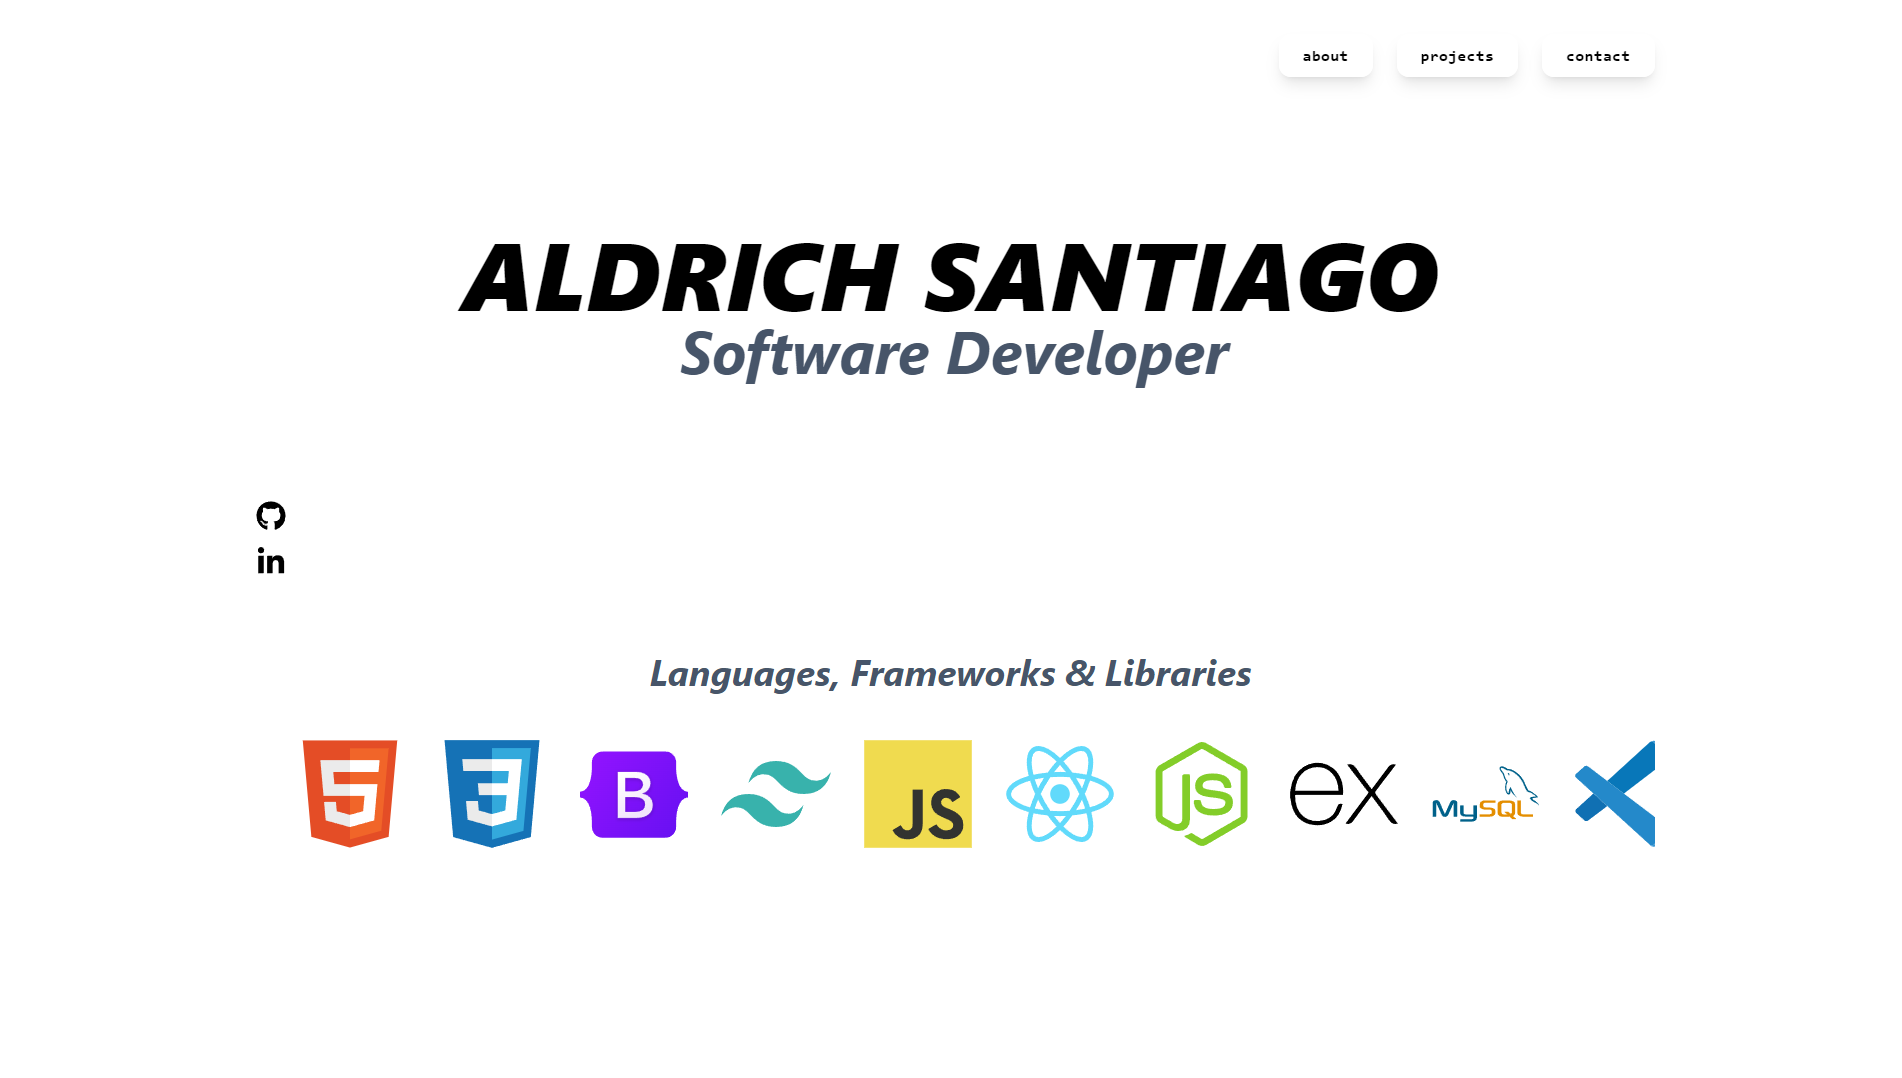 about projects contact
ALDRICH SANTIAGO
Software Developer
in
Languages, Frameworks & Libraries
5 3 B JS JS ex MySQL